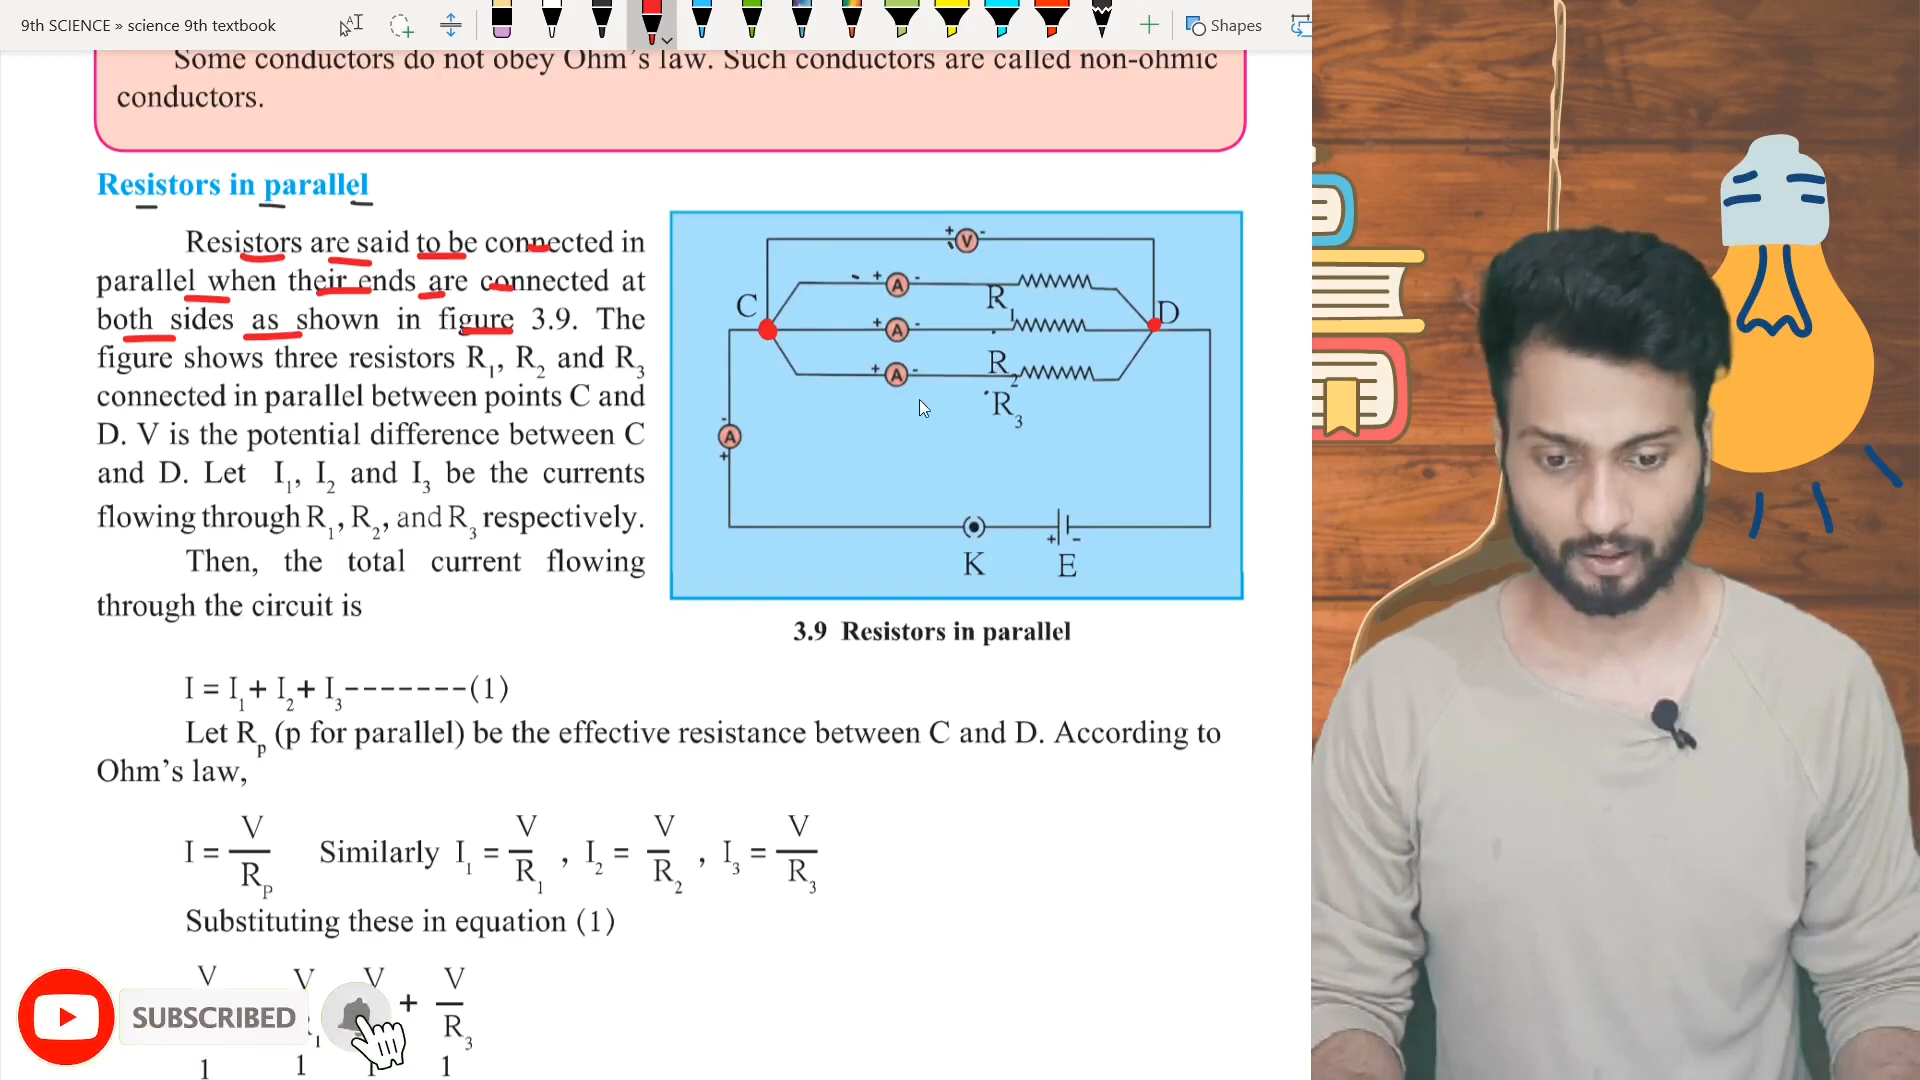 9th SCIENCE » science 9th textbook
Shapes
Some conductors do not obey Ohm's law. Such conductors are called non-ohmic
conductors.
Resistors in parallel
Resistors are said to be connected in
parallel when their ends are connected at
both sides as shown in figure 3.9. The
figure shows three resistors R₁, R₂ and R₃
connected in parallel between points C and
D. V is the potential difference between C
and D. Let I₁, I₂ and I₃ be the currents
flowing through R₁, R₂, and R₃ respectively.
Then, the total current flowing
through the circuit is
+ V -
C
+ A -
R₁
D
+ A -
R₂
+ A -
R₃
- A +
K
+ -
E
3.9 Resistors in parallel
I = I₁ + I₂ + I₃-------(1)
Let Rₚ (p for parallel) be the effective resistance between C and D. According to
Ohm's law,
I = V/Rₚ Similarly I₁ = V/R₁ , I₂ = V/R₂ , I₃ = V/R₃
Substituting these in equation (1)
V V V + V/R₃
SUBSCRIBED
1 1 1 1